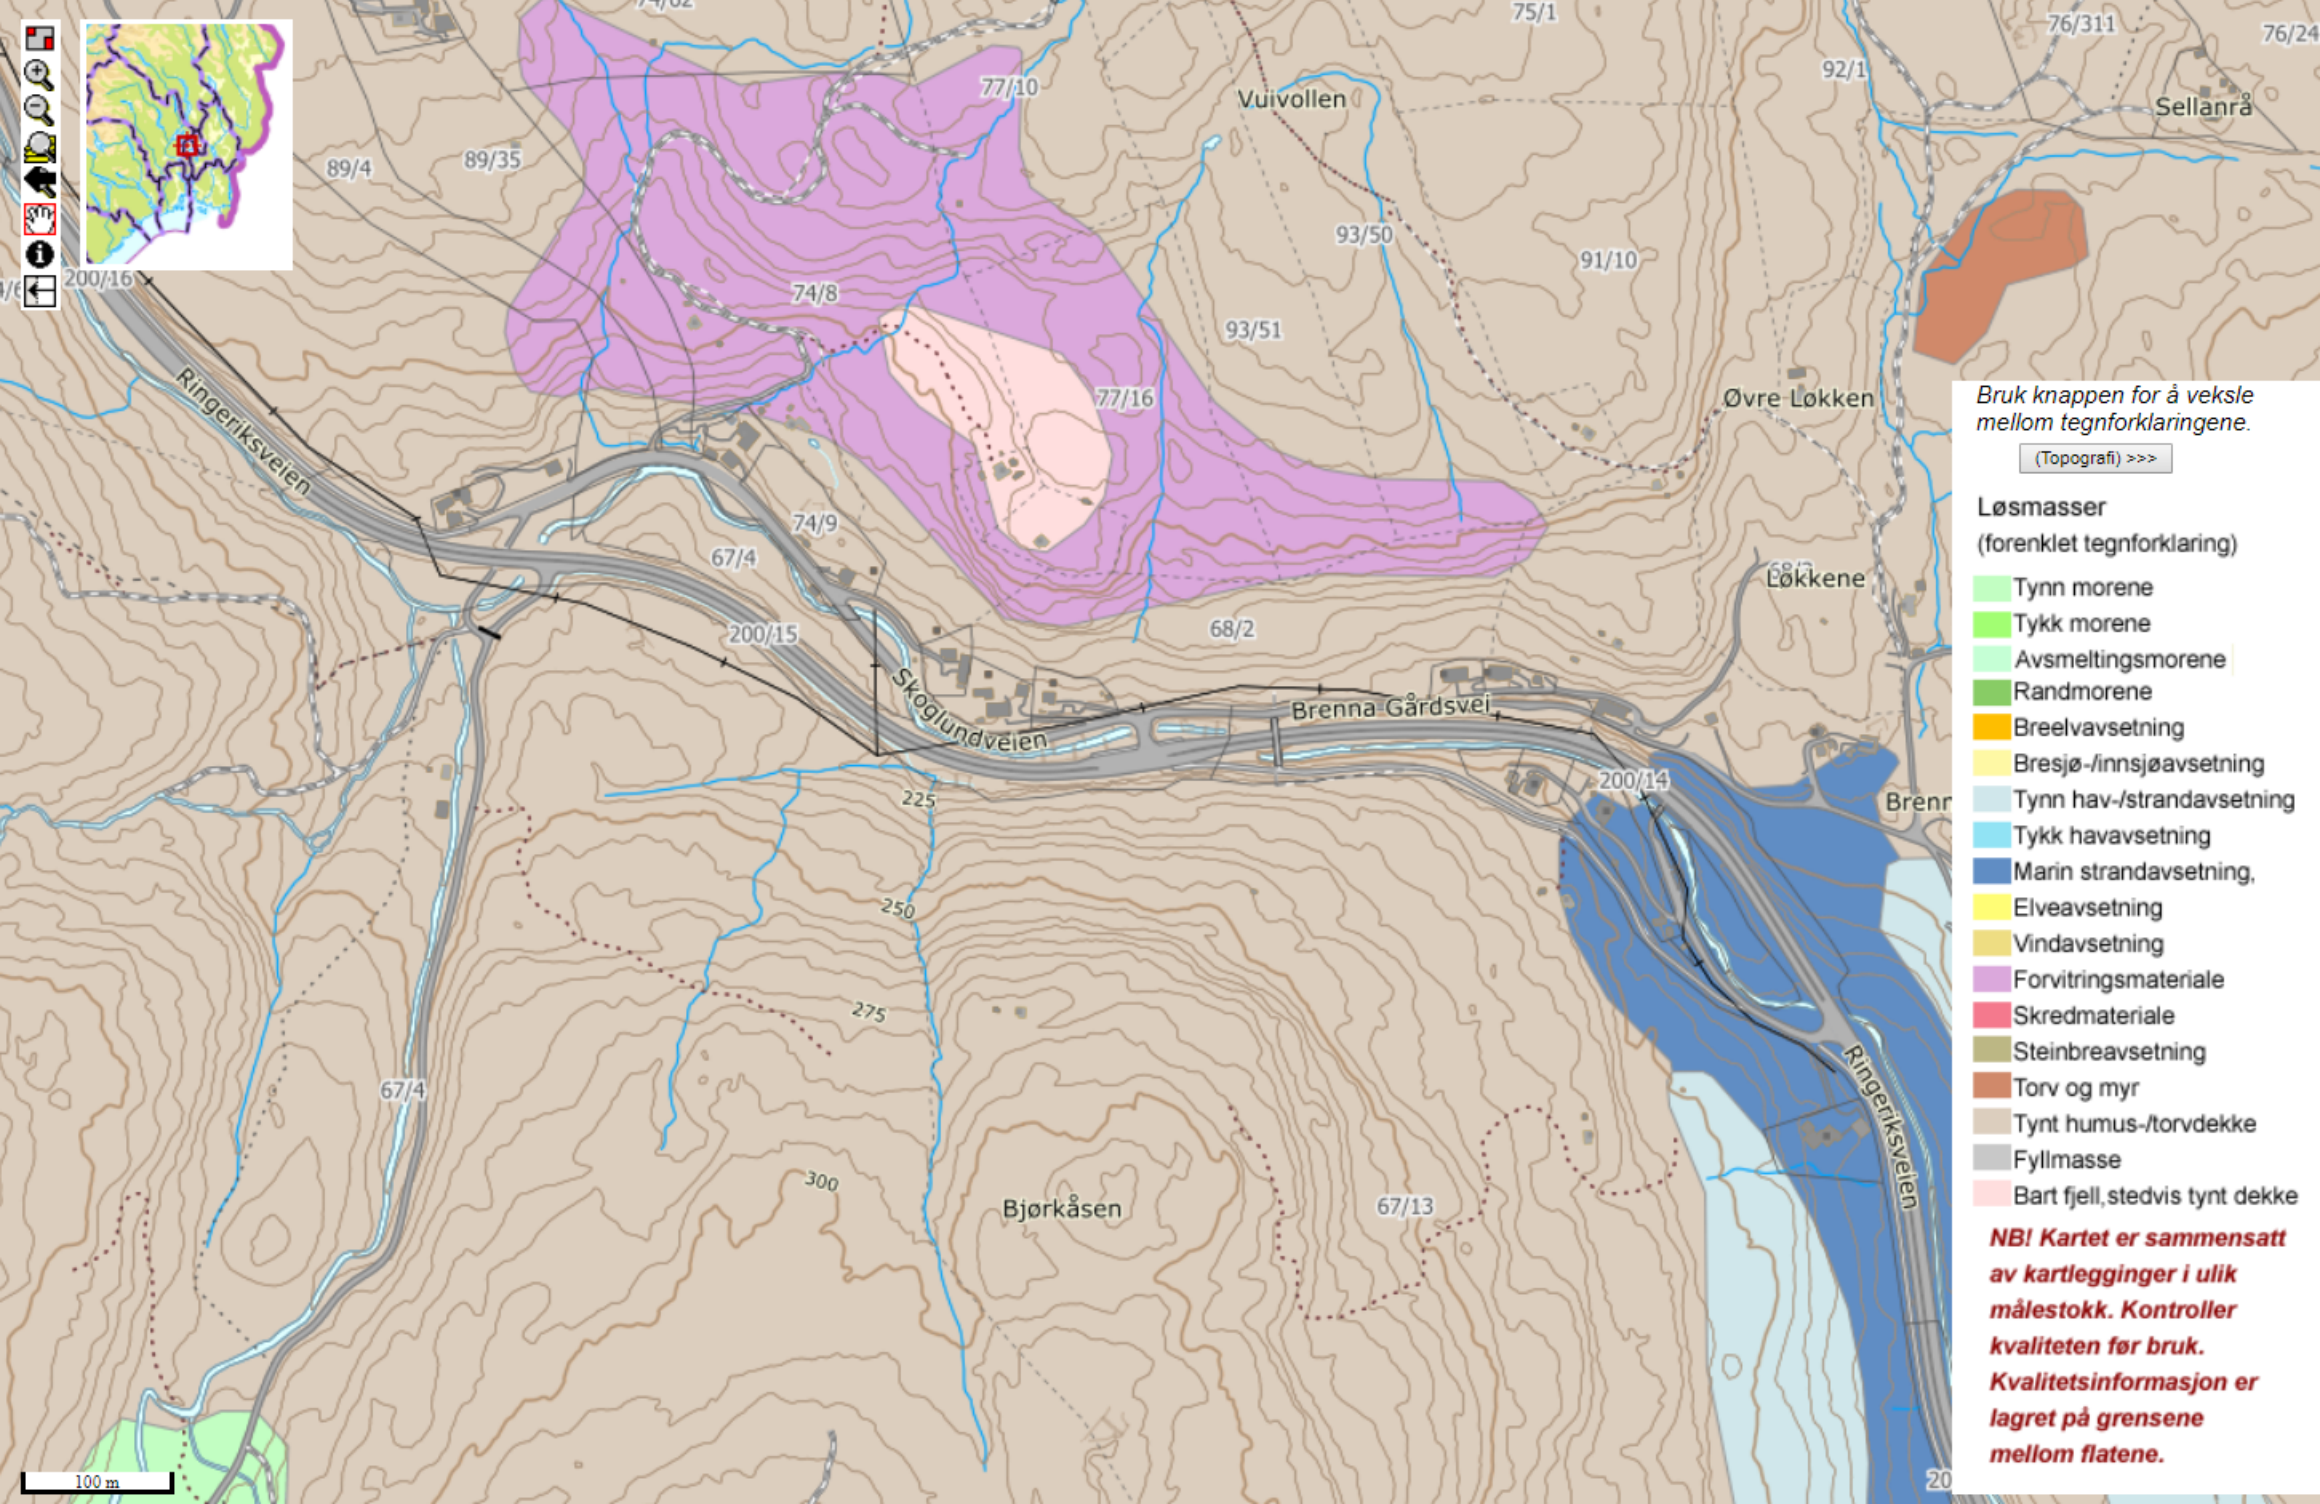 75/1
76/311
76/24
92/1
77/10
Vuivollen
Sellanrå
89/35
89/4
93/50
91/10
200/16
74/8
93/51
77/16
Øvre Løkken
Ringeriksveien
74/9
67/4
Løkkene
200/15
68/2
Skoglundveien
Brenna Gårdsvei
200/14
225
Brenn
250
275
67/4
Ringeriksveien
300
Bjørkåsen
67/13
20
100 m
Bruk knappen for å veksle
mellom tegnforklaringene.
(Topografi) >>>
Løsmasser
(forenklet tegnforklaring)
Tynn morene
Tykk morene
Avsmeltingsmorene
Randmorene
Breelvavsetning
Bresjø-/innsjøavsetning
Tynn hav-/strandavsetning
Tykk havavsetning
Marin strandavsetning,
Elveavsetning
Vindavsetning
Forvitringsmateriale
Skredmateriale
Steinbreavsetning
Torv og myr
Tynt humus-/torvdekke
Fyllmasse
Bart fjell,stedvis tynt dekke
NB! Kartet er sammensatt
av kartlegginger i ulik
målestokk. Kontroller
kvaliteten før bruk.
Kvalitetsinformasjon er
lagret på grensene
mellom flatene.